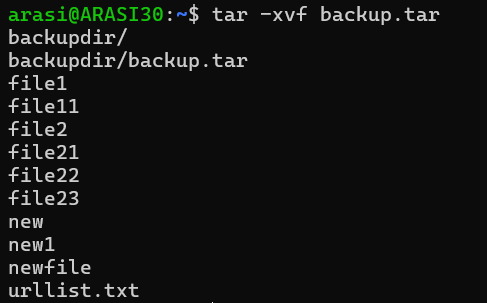 arasi@ARASI30:~$ tar -xvf backup.tar
backupdir/
backupdir/backup.tar
file1
file11
file2
file21
file22
file23
new
new1
newfile
urllist.txt